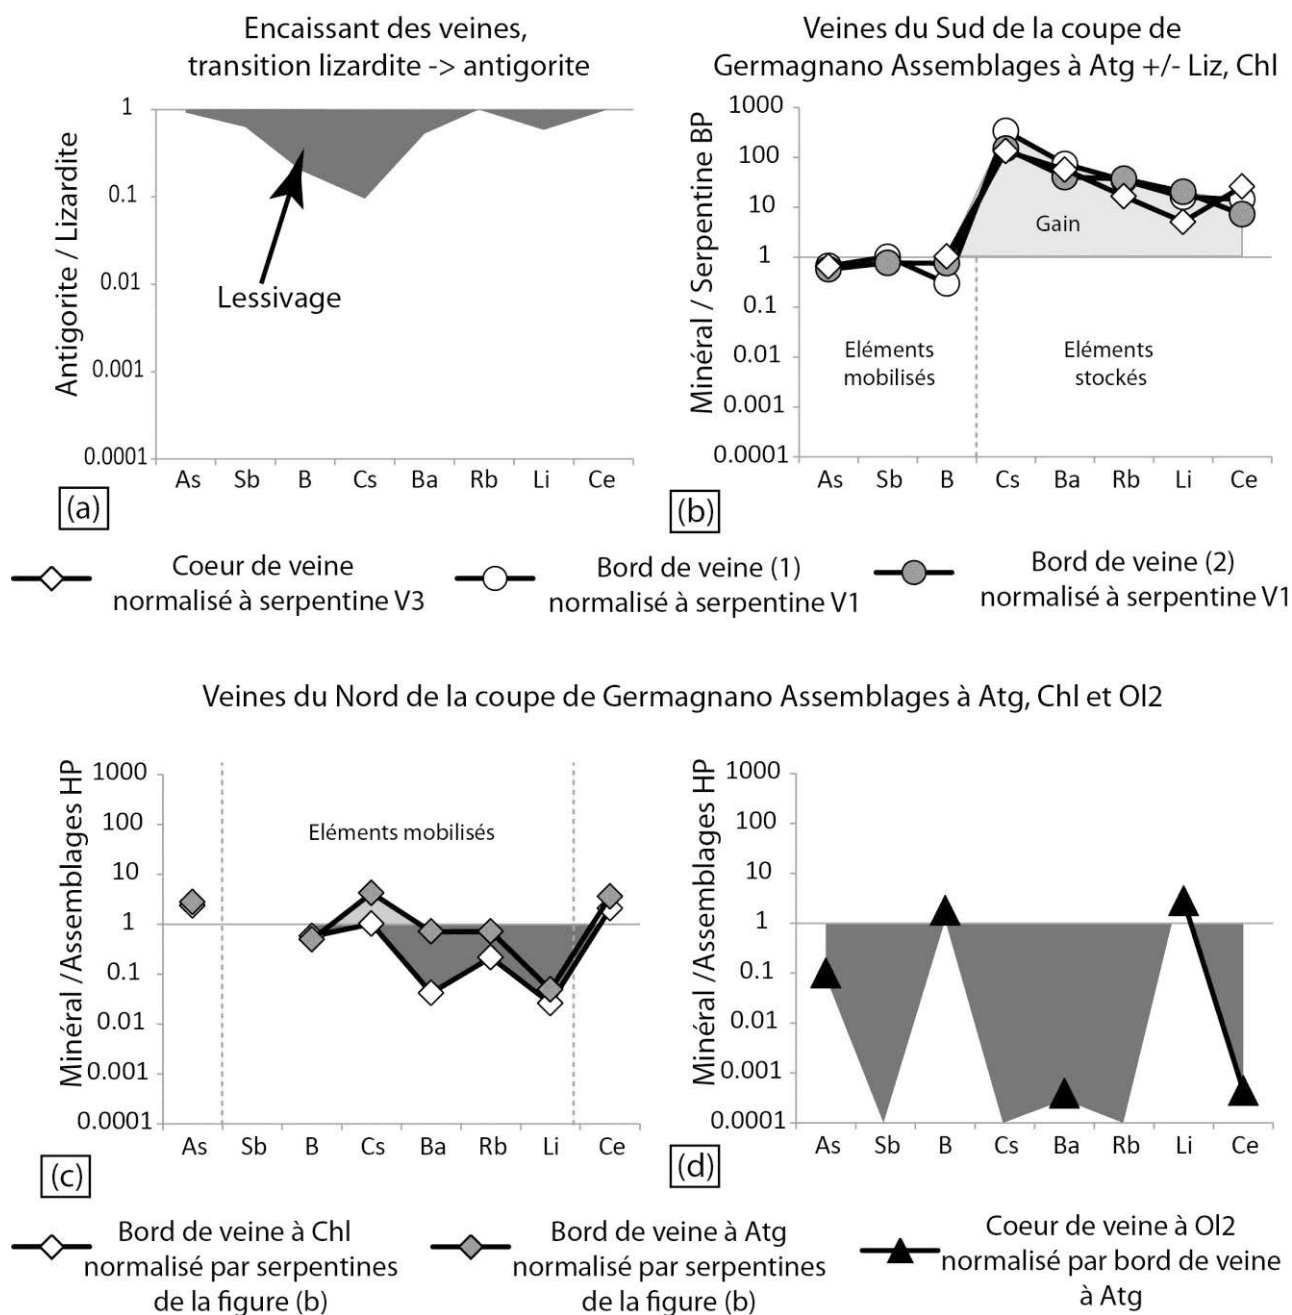 Encaissant des veines,
transition lizardite -> antigorite
Antigorite / Lizardite
1
0.1
0.01
0.001
0.0001
Lessivage
As Sb B Cs Ba Rb Li Ce
(a)
Veines du Sud de la coupe de
Germagnano Assemblages à Atg +/- Liz, Chl
Minéral / Serpentine BP
1000
100
10
1
0.1
0.01
0.001
0.0001
Gain
Eléments
mobilisés
Eléments
stockés
As Sb B Cs Ba Rb Li Ce
(b)
Coeur de veine
normalisé à serpentine V3
Bord de veine (1)
normalisé à serpentine V1
Bord de veine (2)
normalisé à serpentine V1
Veines du Nord de la coupe de Germagnano Assemblages à Atg, Chl et Ol2
Minéral /Assemblages HP
1000
100
10
1
0.1
0.01
0.001
0.0001
Eléments mobilisés
As Sb B Cs Ba Rb Li Ce
(c)
Minéral /Assemblages HP
1000
100
10
1
0.1
0.01
0.001
0.0001
As Sb B Cs Ba Rb Li Ce
(d)
Bord de veine à Chl
normalisé par serpentines
de la figure (b)
Bord de veine à Atg
normalisé par serpentines
de la figure (b)
Coeur de veine à Ol2
normalisé par bord de veine
à Atg